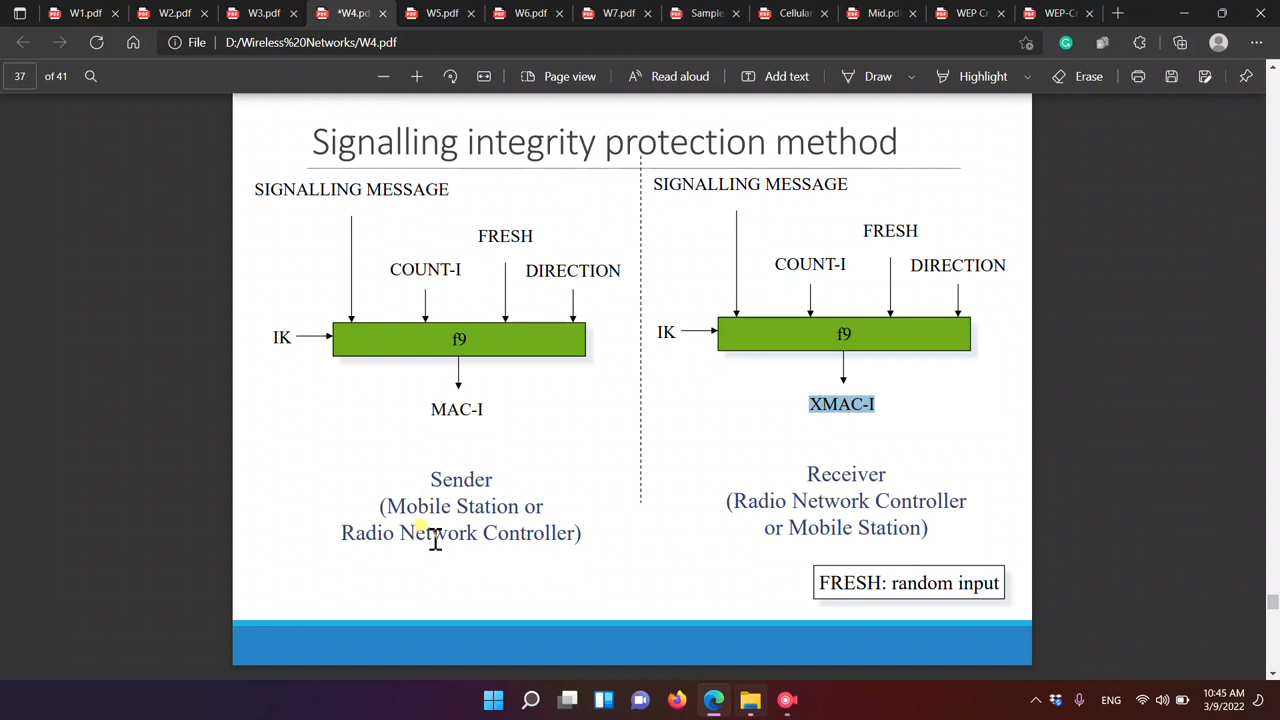 W1.pdf
W2.pdf
W3.pdf
*W4.pdf
W5.pdf
W6.pdf
W7.pdf
Sample
Cellular
Mid.pdf
WEP C
WEP-C
File D:/Wireless%20Networks/W4.pdf
37 of 41
Page view
Read aloud
Add text
Draw
Highlight
Erase
Signalling integrity protection method
SIGNALLING MESSAGE
FRESH
COUNT-I
DIRECTION
IK
f9
MAC-I
Sender
(Mobile Station or
Radio Network Controller)
SIGNALLING MESSAGE
FRESH
COUNT-I
DIRECTION
IK
f9
XMAC-I
Receiver
(Radio Network Controller
or Mobile Station)
FRESH: random input
ENG
10:45 AM
3/9/2022